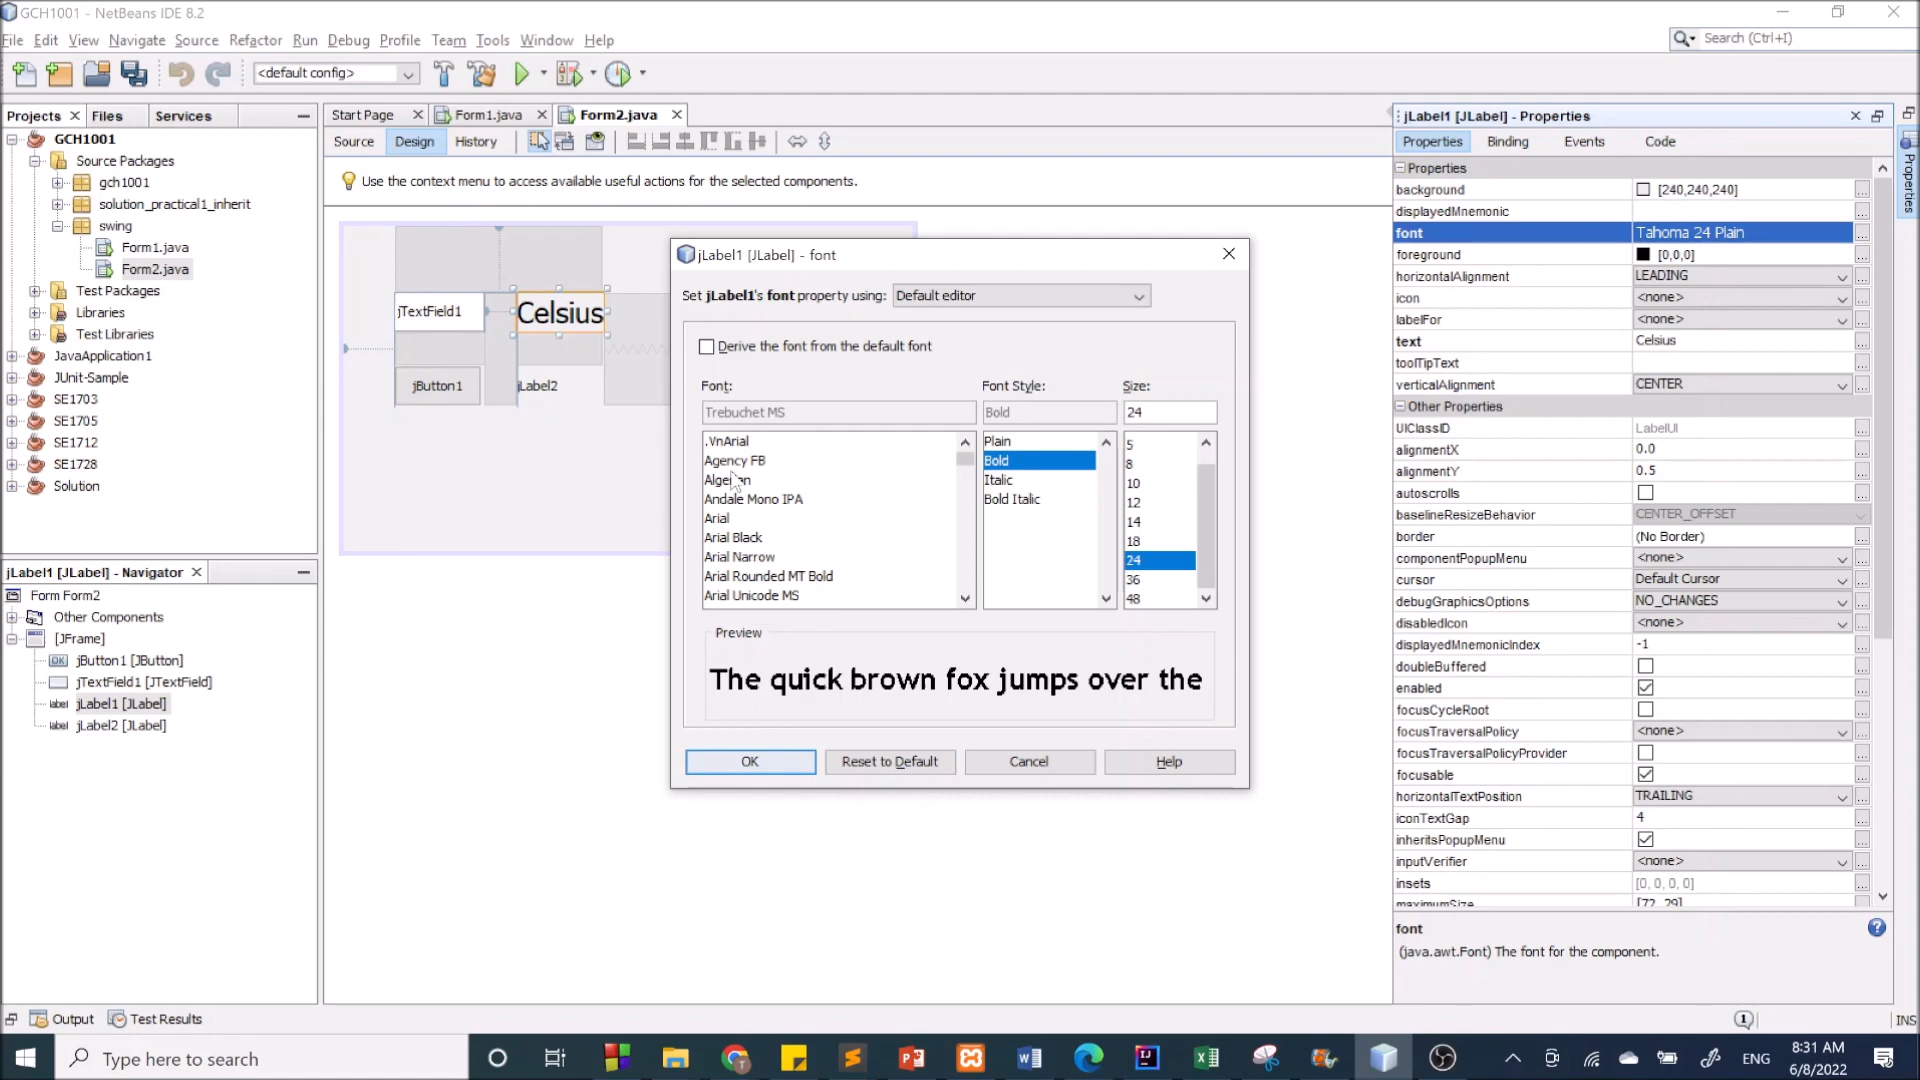 GCH1001 - NetBeans IDE 8.2
File Edit View Navigate Source Refactor Run Debug Profile Team Tools Window Help
Search (Ctrl+I)
<default config>
Projects Files Services
GCH1001
Source Packages
gch1001
solution_practical1_inherit
swing
Form1.java
Form2.java
Test Packages
Libraries
Test Libraries
JavaApplication1
JUnit-Sample
SE1703
SE1705
SE1712
SE1728
Solution
jLabel1 [JLabel] - Navigator
Form Form2
Other Components
[JFrame]
OK jButton1 [JButton]
jTextField1 [JTextField]
label jLabel1 [JLabel]
label jLabel2 [JLabel]
Start Page Form1.java Form2.java
Source Design History
Use the context menu to access available useful actions for the selected components.
jTextField1 Celsius
jButton1 jLabel2
jLabel1 [JLabel] - font
Set jLabel1's font property using: Default editor
Derive the font from the default font
Font: Font Style: Size:
Trebuchet MS Bold 24
.VnArial Plain 5
Agency FB Bold 8
Italic 10
Andale Mono IPA Bold Italic 12
Arial 14
Arial Black 18
Arial Narrow 24
Arial Rounded MT Bold 36
Arial Unicode MS 48
Preview
The quick brown fox jumps over the
OK Reset to Default Cancel Help
jLabel1 [JLabel] - Properties
Properties Binding Events Code
Properties
background [240,240,240] ...
displayedMnemonic ...
font Tahoma 24 Plain ...
foreground [0,0,0] ...
horizontalAlignment LEADING ...
icon <none> ...
labelFor <none> ...
text Celsius ...
toolTipText ...
verticalAlignment CENTER ...
Other Properties
UIClassID LabelUI ...
alignmentX 0.0 ...
alignmentY 0.5 ...
autoscrolls ...
baselineResizeBehavior CENTER_OFFSET ...
border (No Border) ...
componentPopupMenu <none> ...
cursor Default Cursor ...
debugGraphicsOptions NO_CHANGES ...
disabledIcon <none> ...
displayedMnemonicIndex -1 ...
doubleBuffered ...
enabled ...
focusCycleRoot ...
focusTraversalPolicy <none> ...
focusTraversalPolicyProvider ...
focusable ...
horizontalTextPosition TRAILING ...
iconTextGap 4 ...
inheritsPopupMenu ...
inputVerifier <none> ...
insets [0, 0, 0, 0] ...
maximumSize [72, 29] ...
font
(java.awt.Font) The font for the component.
Properties
Output Test Results
1 INS
Type here to search
ENG
8:31 AM
6/8/2022